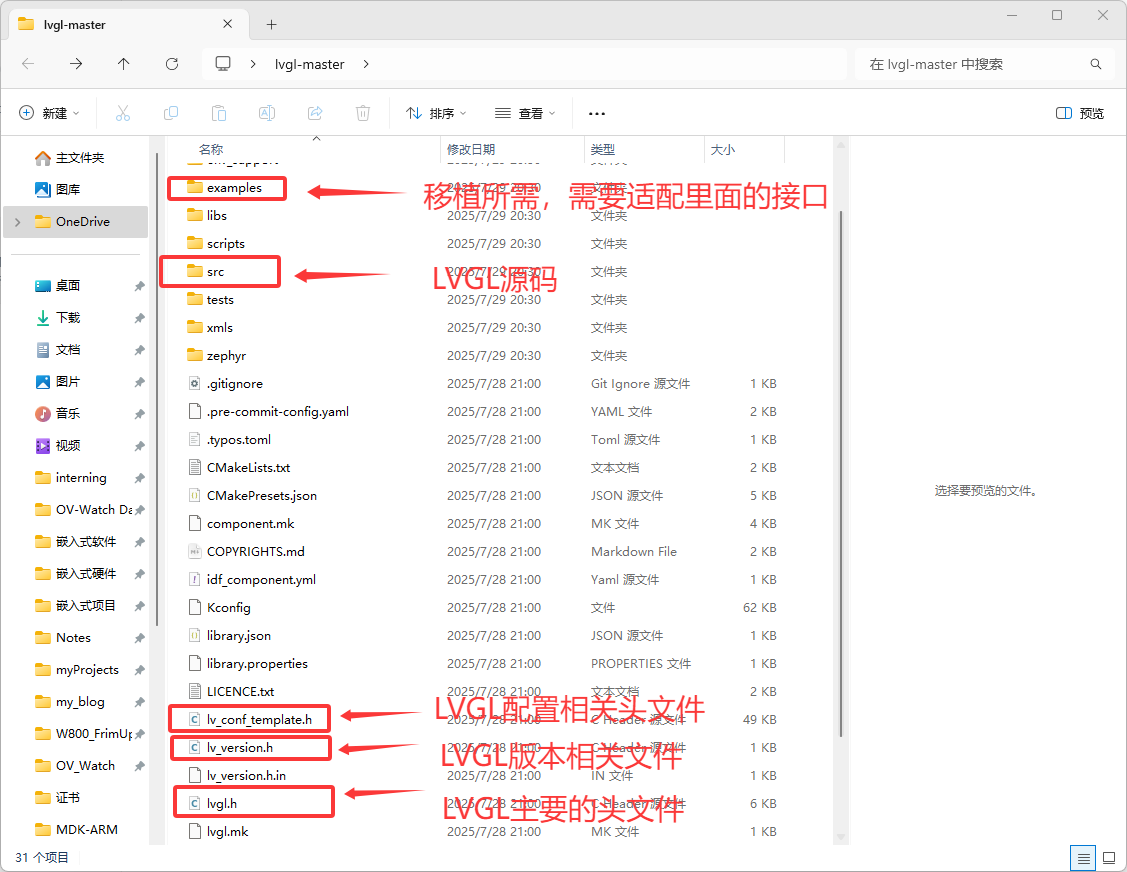 lvgl-master
lvgl-master
在 lvgl-master 中搜索
新建
排序
查看
预览
名称 修改日期 类型 大小
主文件夹
图库
OneDrive
桌面
下载
文档
图片
音乐
视频
interning
OV-Watch Da
嵌入式软件
嵌入式硬件
嵌入式项目
Notes
myProjects
my_blog
W800_FrimUp
OV_Watch
证书
MDK-ARM
examples 2025/7/29 20:30 文件夹
移植所需，需要适配里面的接口
libs 2025/7/29 20:30 文件夹
scripts 2025/7/29 20:30 文件夹
src 2025/7/29 20:30 文件夹
LVGL源码
tests 2025/7/29 20:30 文件夹
xmls 2025/7/29 20:30 文件夹
zephyr 2025/7/29 20:30 文件夹
.gitignore 2025/7/28 21:00 Git Ignore 源文件 1 KB
.pre-commit-config.yaml 2025/7/28 21:00 YAML 文件 2 KB
.typos.toml 2025/7/28 21:00 Toml 源文件 1 KB
CMakeLists.txt 2025/7/28 21:00 文本文档 2 KB
CMakePresets.json 2025/7/28 21:00 JSON 源文件 5 KB
component.mk 2025/7/28 21:00 MK 文件 4 KB
COPYRIGHTS.md 2025/7/28 21:00 Markdown File 2 KB
idf_component.yml 2025/7/28 21:00 Yaml 源文件 1 KB
Kconfig 2025/7/28 21:00 文件 62 KB
library.json 2025/7/28 21:00 JSON 源文件 1 KB
library.properties 2025/7/28 21:00 PROPERTIES 文件 1 KB
LICENCE.txt 2025/7/28 21:00 文本文档 2 KB
lv_conf_template.h 2025/7/28 21:00 C Header 源文件 49 KB
LVGL配置相关头文件
lv_version.h 2025/7/28 21:00 C Header 源文件 1 KB
LVGL版本相关文件
lv_version.h.in 2025/7/28 21:00 IN 文件 1 KB
lvgl.h 2025/7/28 21:00 C Header 源文件 6 KB
LVGL主要的头文件
lvgl.mk 2025/7/28 21:00 MK 文件 1 KB
选择要预览的文件。
31 个项目